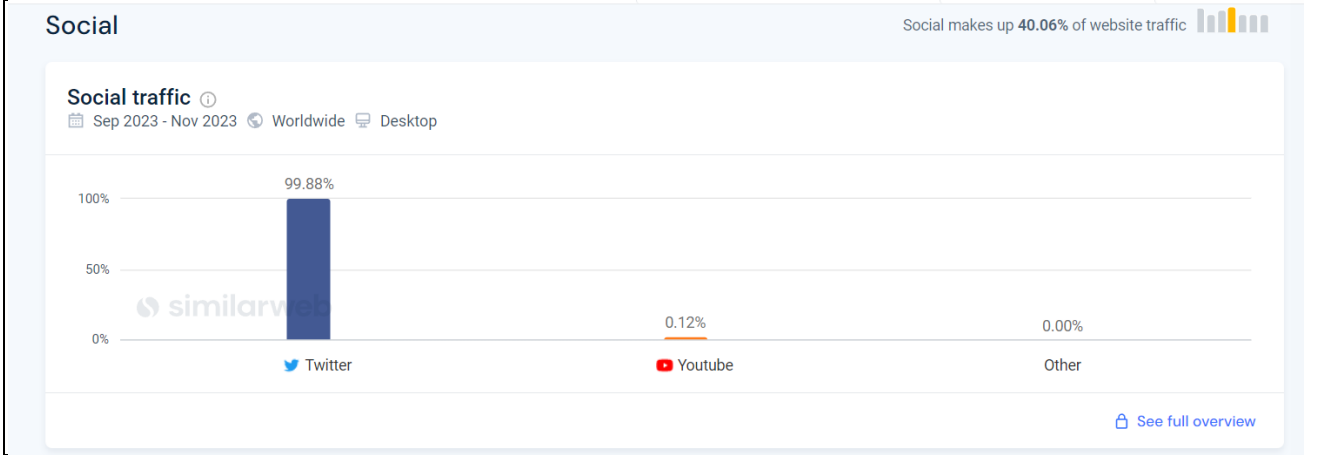 Social
Social makes up 40.06% of website traffic
Social traffic
Sep 2023 - Nov 2023 Worldwide Desktop
99.88%
100%
50%
similarweb
0.12%
0.00%
0%
Twitter
Youtube
Other
See full overview